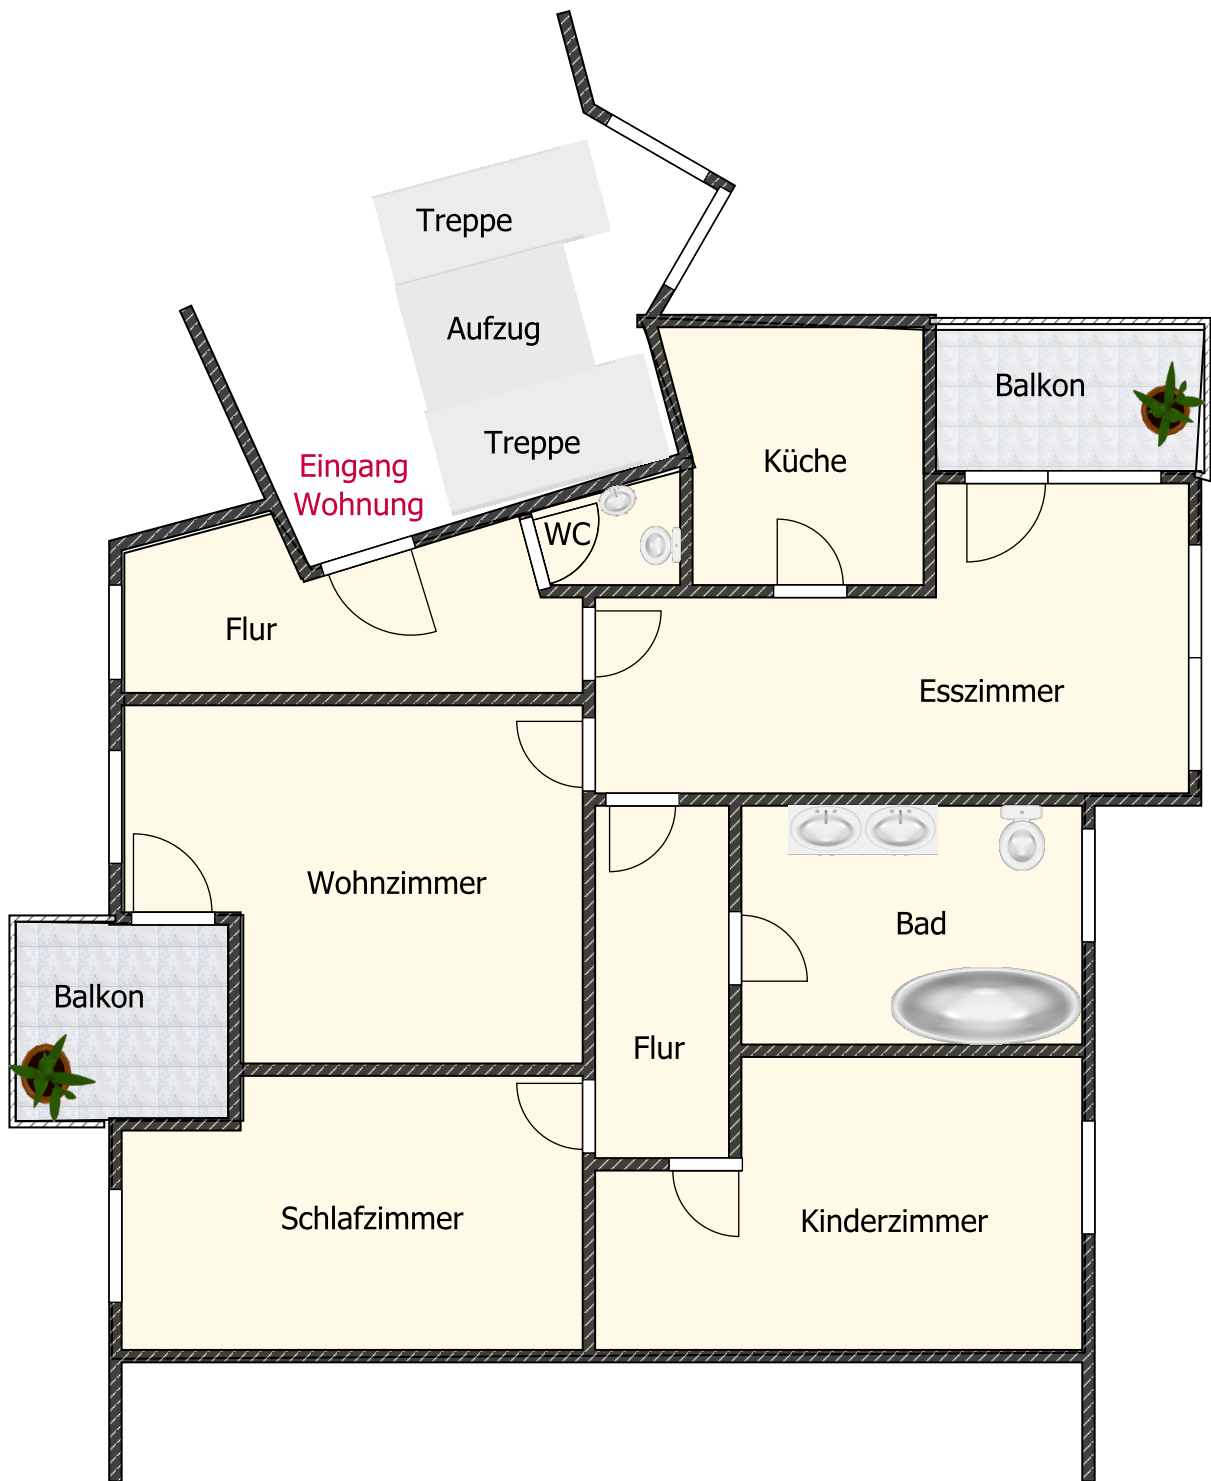 Treppe
Aufzug
Treppe
Eingang
Wohnung
Balkon
Küche
WC
Flur
Esszimmer
Wohnzimmer
Bad
Balkon
Flur
Schlafzimmer
Kinderzimmer